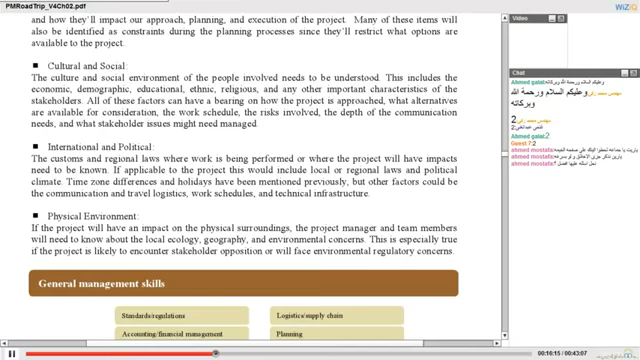 PMRoadTrip_V4Ch02.pdf
WiZiQ
and how they'll impact our approach, planning, and execution of the project. Many of these items will
also be identified as constraints during the planning processes since they'll restrict what options are
available to the project.
Cultural and Social:
The culture and social environment of the people involved needs to be understood. This includes the
economic, demographic, educational, ethnic, religious, and any other important characteristics of the
stakeholders. All of these factors can have a bearing on how the project is approached, what alternatives
are available for consideration, the work schedule, the risks involved, the depth of the communication
needs, and what stakeholder issues might need managed.
International and Political:
The customs and regional laws where work is being performed or where the project will have impacts
need to be known. If applicable to the project this would include local or regional laws and political
climate. Time zone differences and holidays have been mentioned previously, but other factors could be
the communication and travel logistics, work schedules, and technical infrastructure.
Physical Environment:
If the project will have an impact on the physical surroundings, the project manager and team members
will need to know about the local ecology, geography, and environmental concerns. This is especially true
if the project is likely to encounter stakeholder opposition or will face environmental regulatory concerns.
General management skills
Standards/regulations
Logistics/supply chain
Accounting/financial management
Planning
Video
Chat
Ahmed galal: وعليكم السلام ورحمة الله وبركاته
مهندس محمد زكي: وعليكم السلام ورحمة الله
وبركاته
مهندس محمد زكي: 2
2
Ahmed galal: 2
Guest 7: 2
ahmed mostafa:
ahmed mostafa:
ahmed mostafa:
00:16:15 / 00:43:07